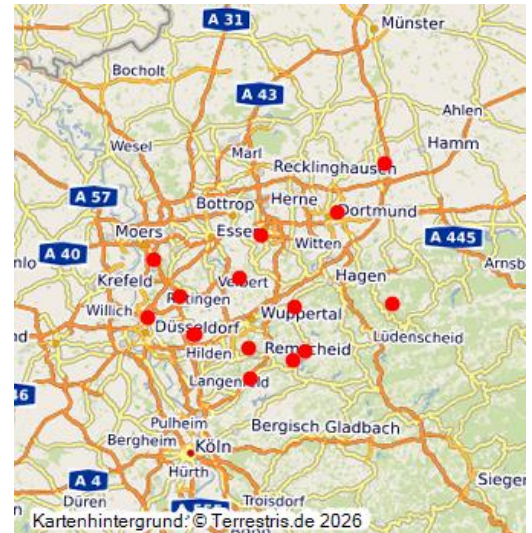 Münster
A 31
Bocholt
A 43
Ahlen
Hamm
Wesel
Marl
Recklinghausen
A 57
Bottrop
Herne
Dortmund
Moers
Essen
Witten
A 445
A 40
Arnsb
nlo
Krefeld
Velbert
Hagen
Willich
Ratingen
Wuppertal
Düsseldorf
Lüdenscheid
nd
Hilden
Remscheid
Langenfeld
46
Pulheim
Bergisch Gladbach
Bergheim
Köln
Hürth
Siege
A 4
Düren
Troisdorf
Kartenhintergrund: © Terrestris.de 2026